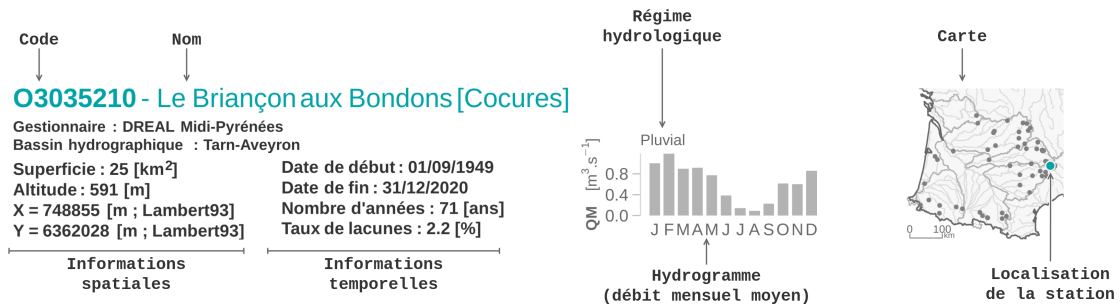 Code
Nom
Régime
hydrologique
Carte
O3035210 - Le Briançon aux Bondons [Cocures]
Gestionnaire : DREAL Midi-Pyrénées
Bassin hydrographique : Tarn-Aveyron
Superficie : 25 [km²]
Altitude : 591 [m]
X = 748855 [m ; Lambert93]
Y = 6362028 [m ; Lambert93]
Date de début : 01/09/1949
Date de fin : 31/12/2020
Nombre d'années : 71 [ans]
Taux de lacunes : 2.2 [%]
Informations
spatiales
Informations
temporelles
Pluvial
QM [m³.s⁻¹]
0.8
0.4
0.0
J F M A M J J A S O N D
Hydrogramme
(débit mensuel moyen)
0 100 km
Localisation
de la station